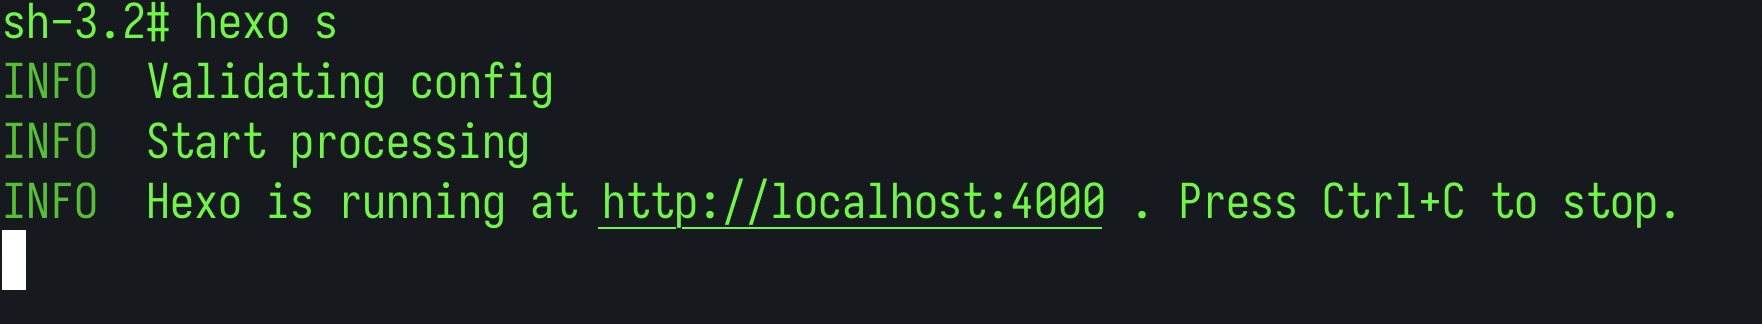 sh-3.2# hexo s
INFO  Validating config
INFO  Start processing
INFO  Hexo is running at http://localhost:4000 . Press Ctrl+C to stop.